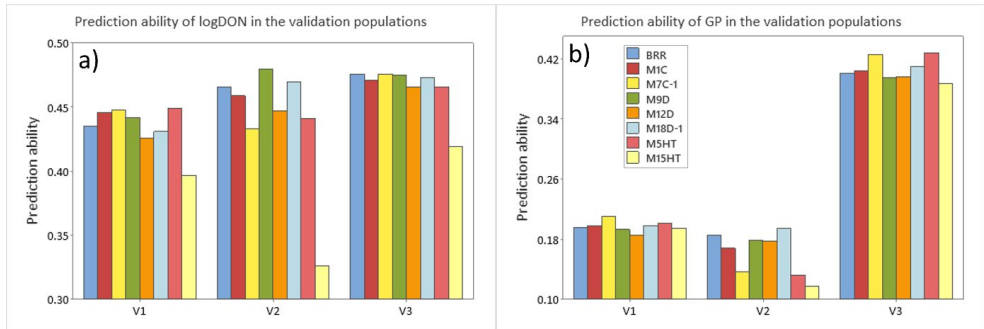 Prediction ability of logDON in the validation populations
a)
Prediction ability
0.50
0.45
0.40
0.35
0.30
V1
V2
V3
Prediction ability of GP in the validation populations
b)
Prediction ability
0.42
0.34
0.26
0.18
0.10
BRR
M1C
M7C-1
M9D
M12D
M18D-1
M5HT
M15HT
V1
V2
V3